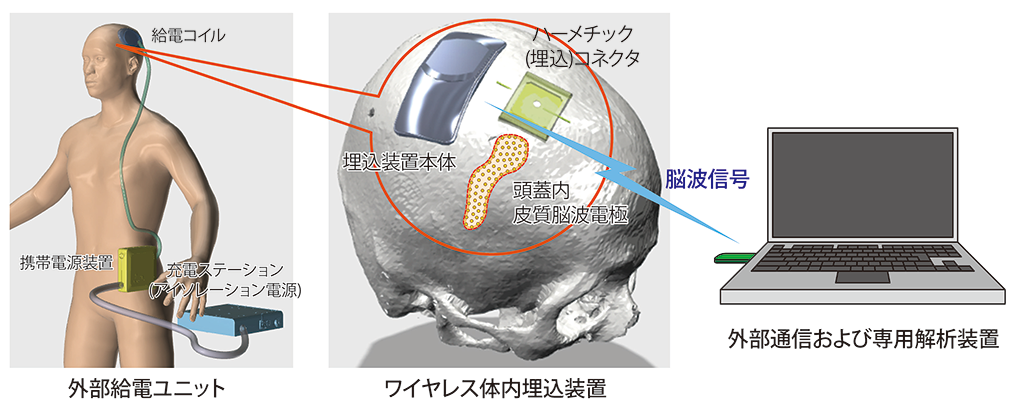 給電コイル
携帯電源装置
充電ステーション
(アイソレーション電源)
外部給電ユニット
ハーメチック
(埋込)コネクタ
埋込装置本体
頭蓋内
皮質脳波電極
ワイヤレス体内埋込装置
脳波信号
外部通信および専用解析装置